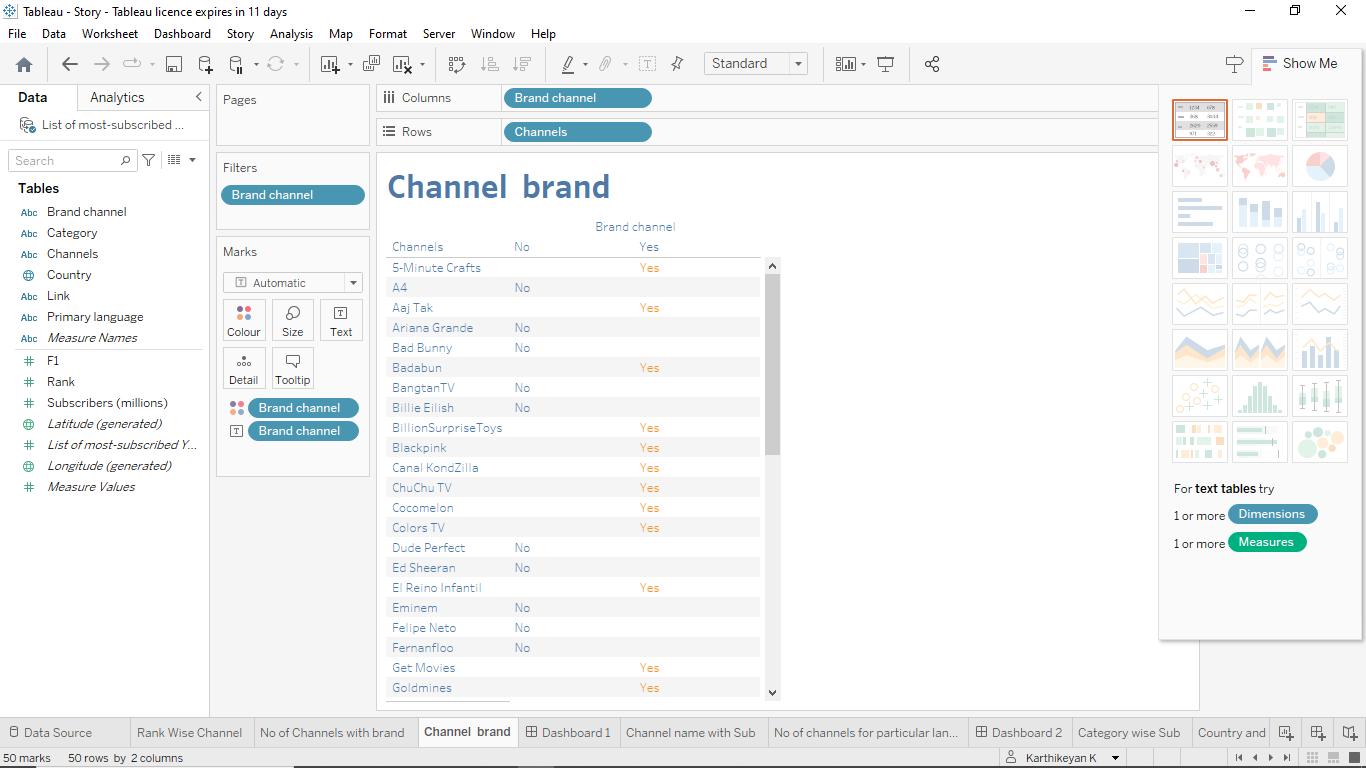 Tableau - Story - Tableau licence expires in 11 days
File Data Worksheet Dashboard Story Analysis Map Format Server Window Help
Standard
Show Me
Data Analytics
List of most-subscribed ...
Search
Tables
Abc Brand channel
Abc Category
Abc Channels
Country
Abc Link
Abc Primary language
Abc Measure Names
# F1
# Rank
# Subscribers (millions)
Latitude (generated)
# List of most-subscribed Y...
Longitude (generated)
# Measure Values
Pages
Filters
Brand channel
Marks
Automatic
Colour Size Text
Detail Tooltip
Brand channel
Brand channel
Columns Brand channel
Rows Channels
Channel brand
Brand channel
Channels No Yes
5-Minute Crafts Yes
A4 No
Aaj Tak Yes
Ariana Grande No
Bad Bunny No
Badabun Yes
BangtanTV No
Billie Eilish No
BillionSurpriseToys Yes
Blackpink Yes
Canal KondZilla Yes
ChuChu TV Yes
Cocomelon Yes
Colors TV Yes
Dude Perfect No
Ed Sheeran No
El Reino Infantil Yes
Eminem No
Felipe Neto No
Fernanfloo No
Get Movies Yes
Goldmines Yes
For text tables try
1 or more Dimensions
1 or more Measures
Data Source Rank Wise Channel No of Channels with brand Channel brand Dashboard 1 Channel name with Sub No of channels for particular lan... Dashboard 2 Category wise Sub Country and
50 marks 50 rows by 2 columns Karthikeyan K